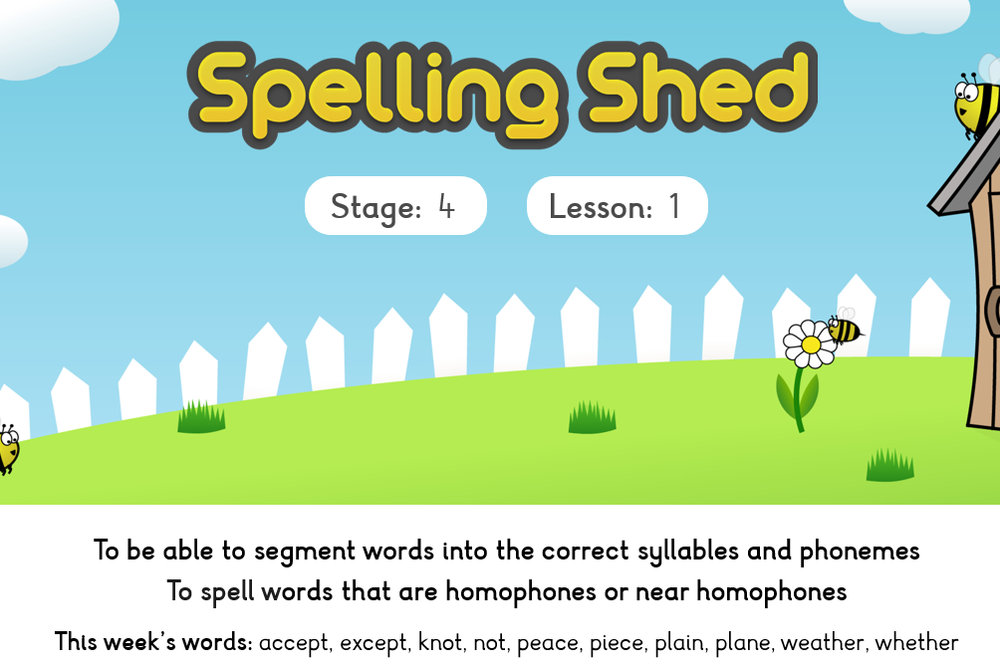 Spelling Shed
Stage: 4 Lesson: 1
To be able to segment words into the correct syllables and phonemes
To spell words that are homophones or near homophones
This week's words: accept, except, knot, not, peace, piece, plain, plane, weather, whether